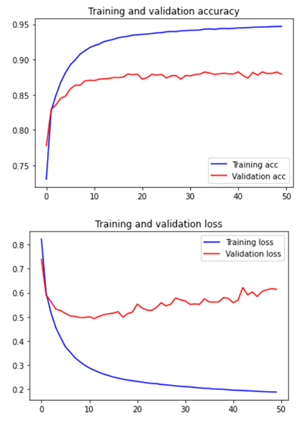 Training and validation accuracy
0.95
0.90
0.85
0.80
0.75
Training acc
Validation acc
0 10 20 30 40 50
Training and validation loss
0.8
0.7
0.6
0.5
0.4
0.3
0.2
Training loss
Validation loss
0 10 20 30 40 50